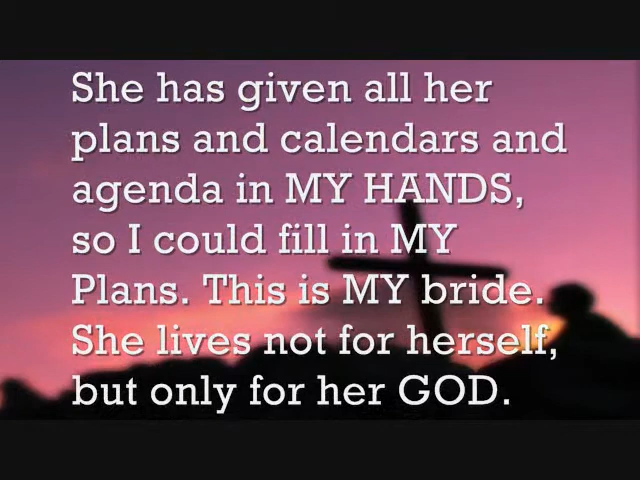 She has given all her
plans and calendars and
agenda in MY HANDS,
so I could fill in MY
Plans. This is MY bride.
She lives not for herself,
but only for her GOD.